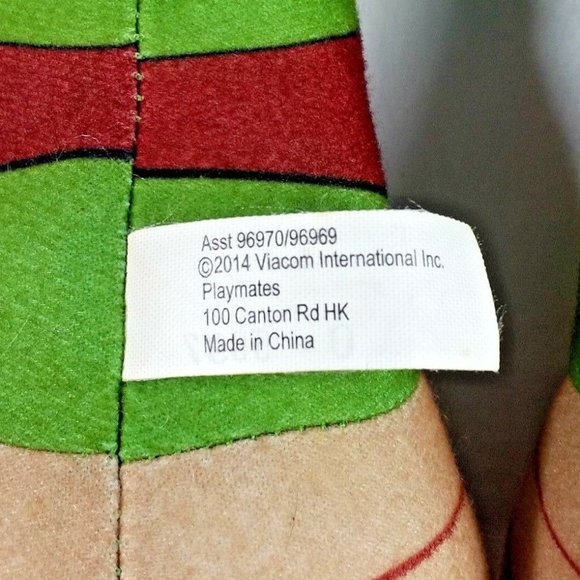 Asst 96970/96969
©2014 Viacom International Inc.
Playmates
100 Canton Rd HK
Made in China